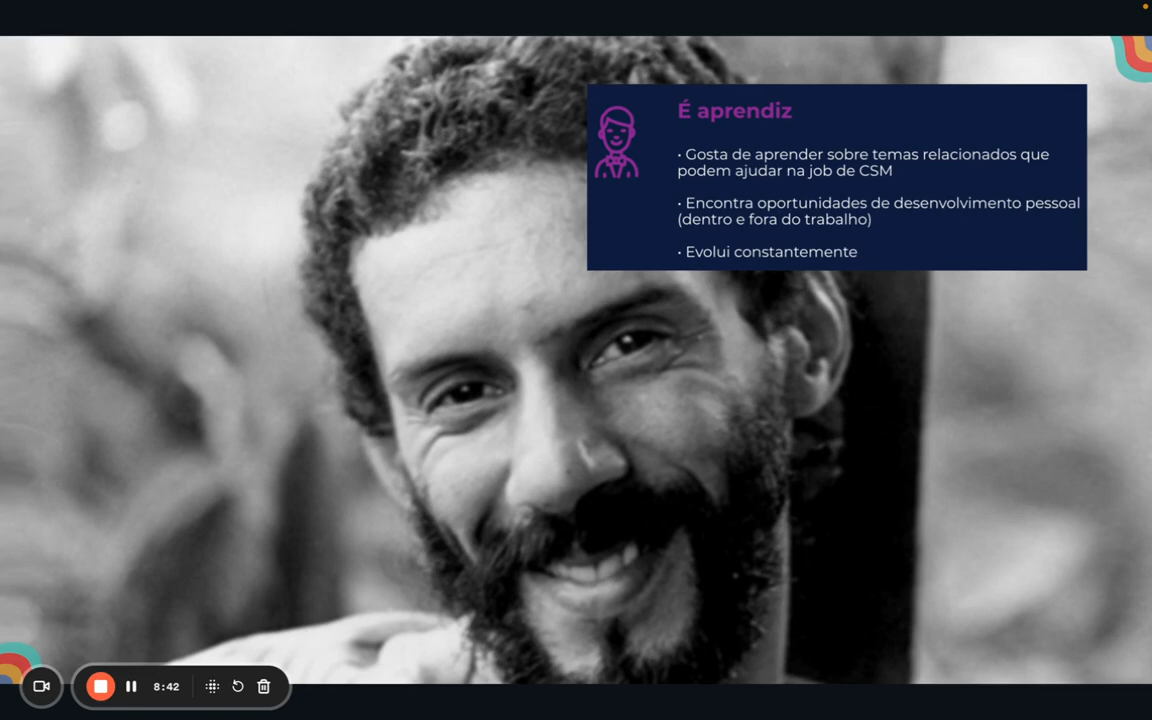 É aprendiz
• Gosta de aprender sobre temas relacionados que
podem ajudar na job de CSM
• Encontra oportunidades de desenvolvimento pessoal
(dentro e fora do trabalho)
• Evolui constantemente
8:42